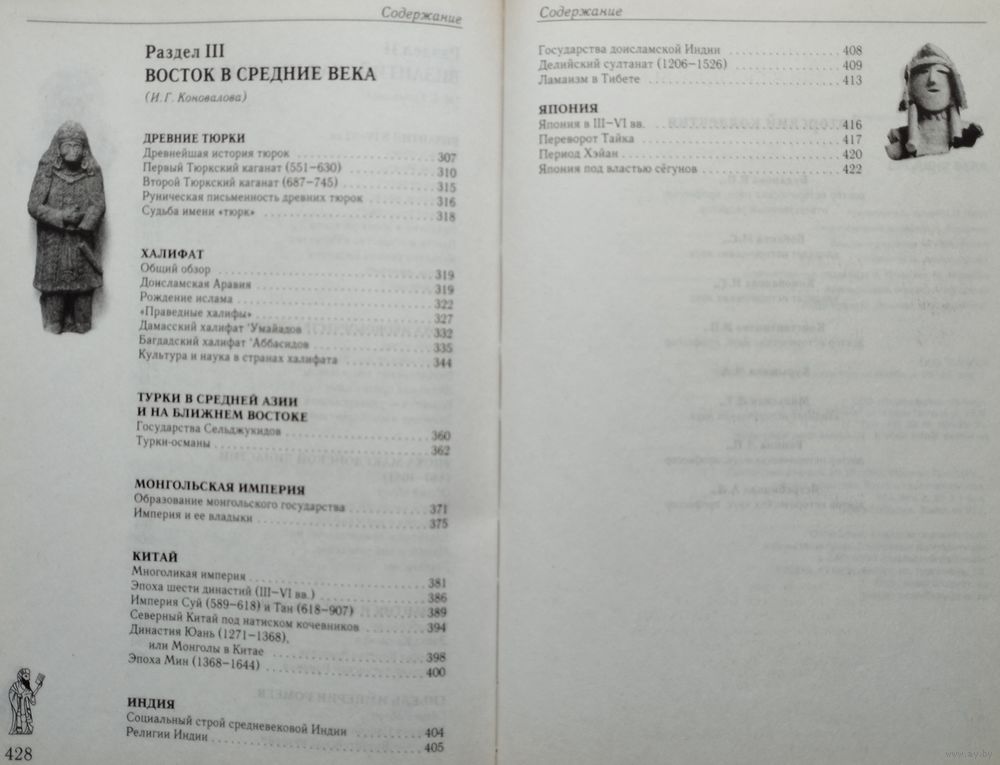 Содержание
Раздел III
ВОСТОК В СРЕДНИЕ ВЕКА
(И. Г. Коновалова)
ДРЕВНИЕ ТЮРКИ
Древнейшая история тюрок 307
Первый Тюркский каганат (551–630) 310
Второй Тюркский каганат (687–745) 315
Руническая письменность древних тюрок 316
Судьба имени «тюрк» 318
ХАЛИФАТ
Общий обзор 319
Доисламская Аравия 319
Рождение ислама 322
«Праведные халифы» 327
Дамасский халифат ‘Умайадов 332
Багдадский халифат ‘Аббасидов 335
Культура и наука в странах халифата 344
ТУРКИ В СРЕДНЕЙ АЗИИ
И НА БЛИЖНЕМ ВОСТОКЕ
Государства Сельджукидов 360
Турки-османы 362
МОНГОЛЬСКАЯ ИМПЕРИЯ
Образование монгольского государства 371
Империя и ее владыки 375
КИТАЙ
Многоликая империя 381
Эпоха шести династий (III–VI вв.) 386
Империя Суй (589–618) и Тан (618–907) 389
Северный Китай под натиском кочевников 394
Династия Юань (1271–1368),
или Монголы в Китае 398
Эпоха Мин (1368–1644) 400
ИНДИЯ
Социальный строй средневековой Индии 404
Религии Индии 405
428
Содержание
Государства доисламской Индии 408
Делийский султанат (1206–1526) 409
Ламаизм в Тибете 413
ЯПОНИЯ
Япония в III–VI вв. 416
Переворот Тайка 417
Период Хэйан 420
Япония под властью сёгунов 422
www.ay.by